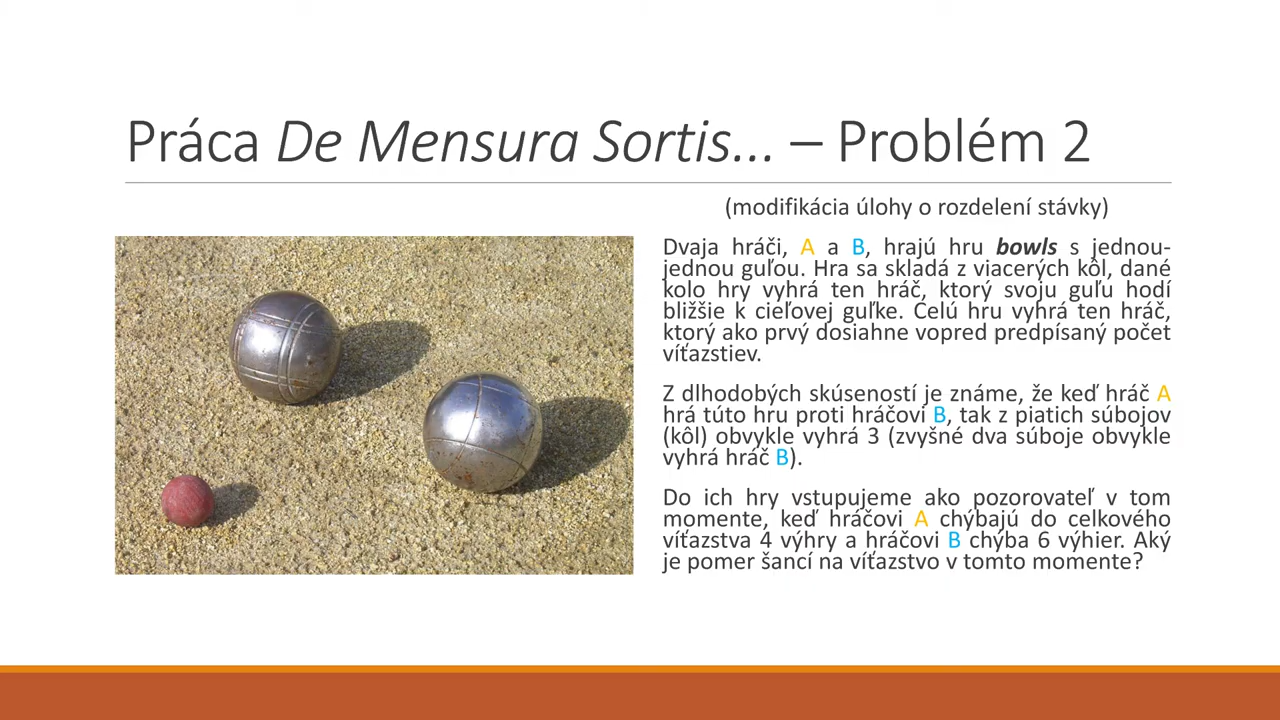 Práca De Mensura Sortis... – Problém 2
(modifikácia úlohy o rozdelení stávky)
Dvaja hráči, A a B, hrajú hru bowls s jednou-
jednou guľou. Hra sa skladá z viacerých kôl, dané
kolo hry vyhrá ten hráč, ktorý svoju guľu hodí
bližšie k cieľovej guľke. Celú hru vyhrá ten hráč,
ktorý ako prvý dosiahne vopred predpísaný počet
víťazstiev.
Z dlhodobých skúseností je známe, že keď hráč A
hrá túto hru proti hráčoví B, tak z piatich súbojov
(kôl) obvykle vyhrá 3 (zvyšné dva súboje obvykle
vyhrá hráč B).
Do ich hry vstupujeme ako pozorovateľ v tom
momente, keď hráčovi A chýbajú do celkového
víťazstva 4 výhry a hráčovi B chýba 6 výhier. Aký
je pomer šancí na víťazstvo v tomto momente?